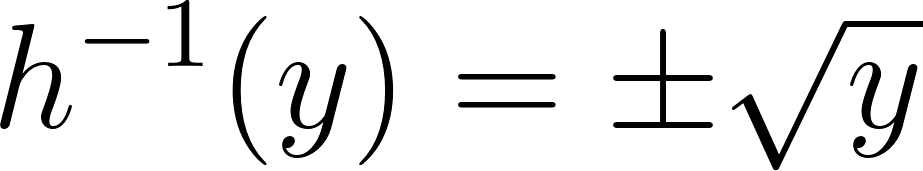 h⁻¹(y) = ±√y